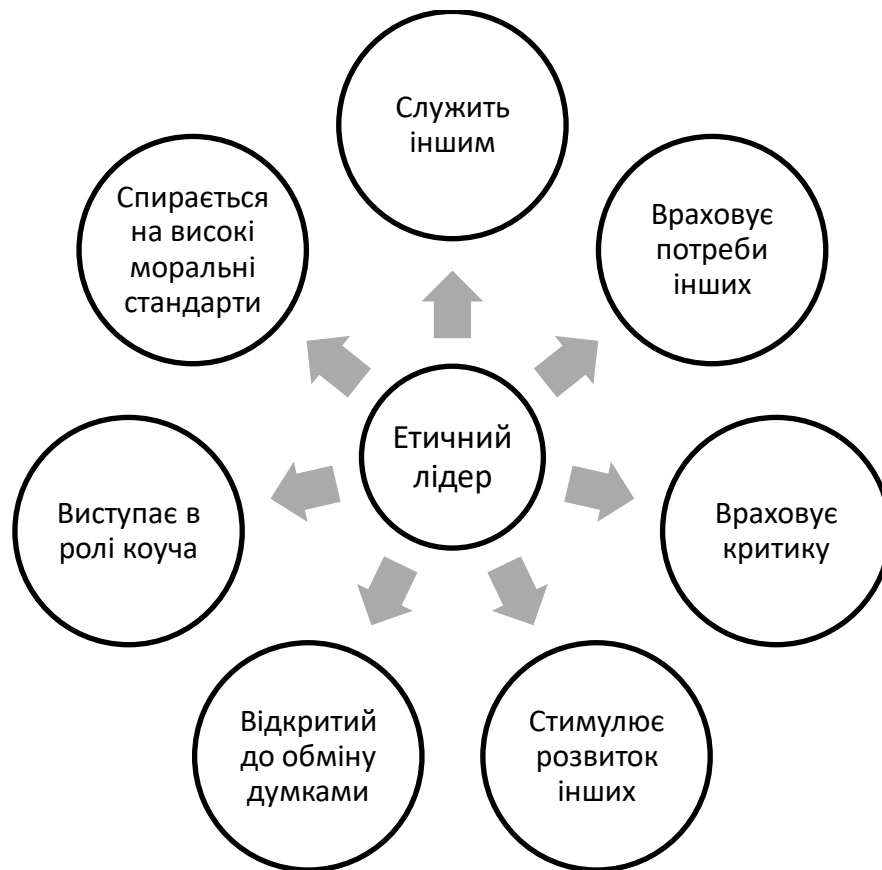 Служить
іншим
Спирається
на високі
моральні
стандарти
Враховує
потреби
інших
Етичний
лідер
Виступає в
ролі коуча
Враховує
критику
Відкритий
до обміну
думками
Стимулює
розвиток
інших